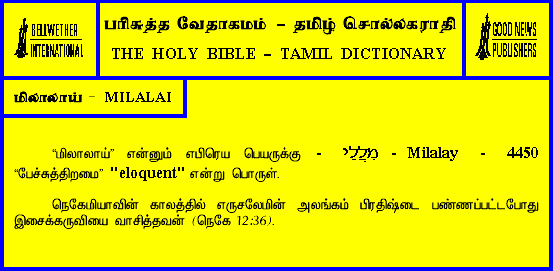 BELLWETHER
INTERNATIONAL
பரிசுத்த வேதாகமம் – தமிழ் சொல்லகராதி
THE HOLY BIBLE – TAMIL DICTIONARY
GOOD NEWS
PUBLISHERS
மிலாலாய் – MILALAI
“மிலாலாய்” என்னும் எபிரெய பெயருக்கு - מִלֲלַי - Milalay - 4450
“பேச்சுத்திறமை” "eloquent" என்று பொருள்.
நெகேமியாவின் காலத்தில் எருசலேமின் அலங்கம் பிரதிஷ்டை பண்ணப்பட்டபோது
இசைக்கருவியை வாசித்தவன் (நெகே 12:36).